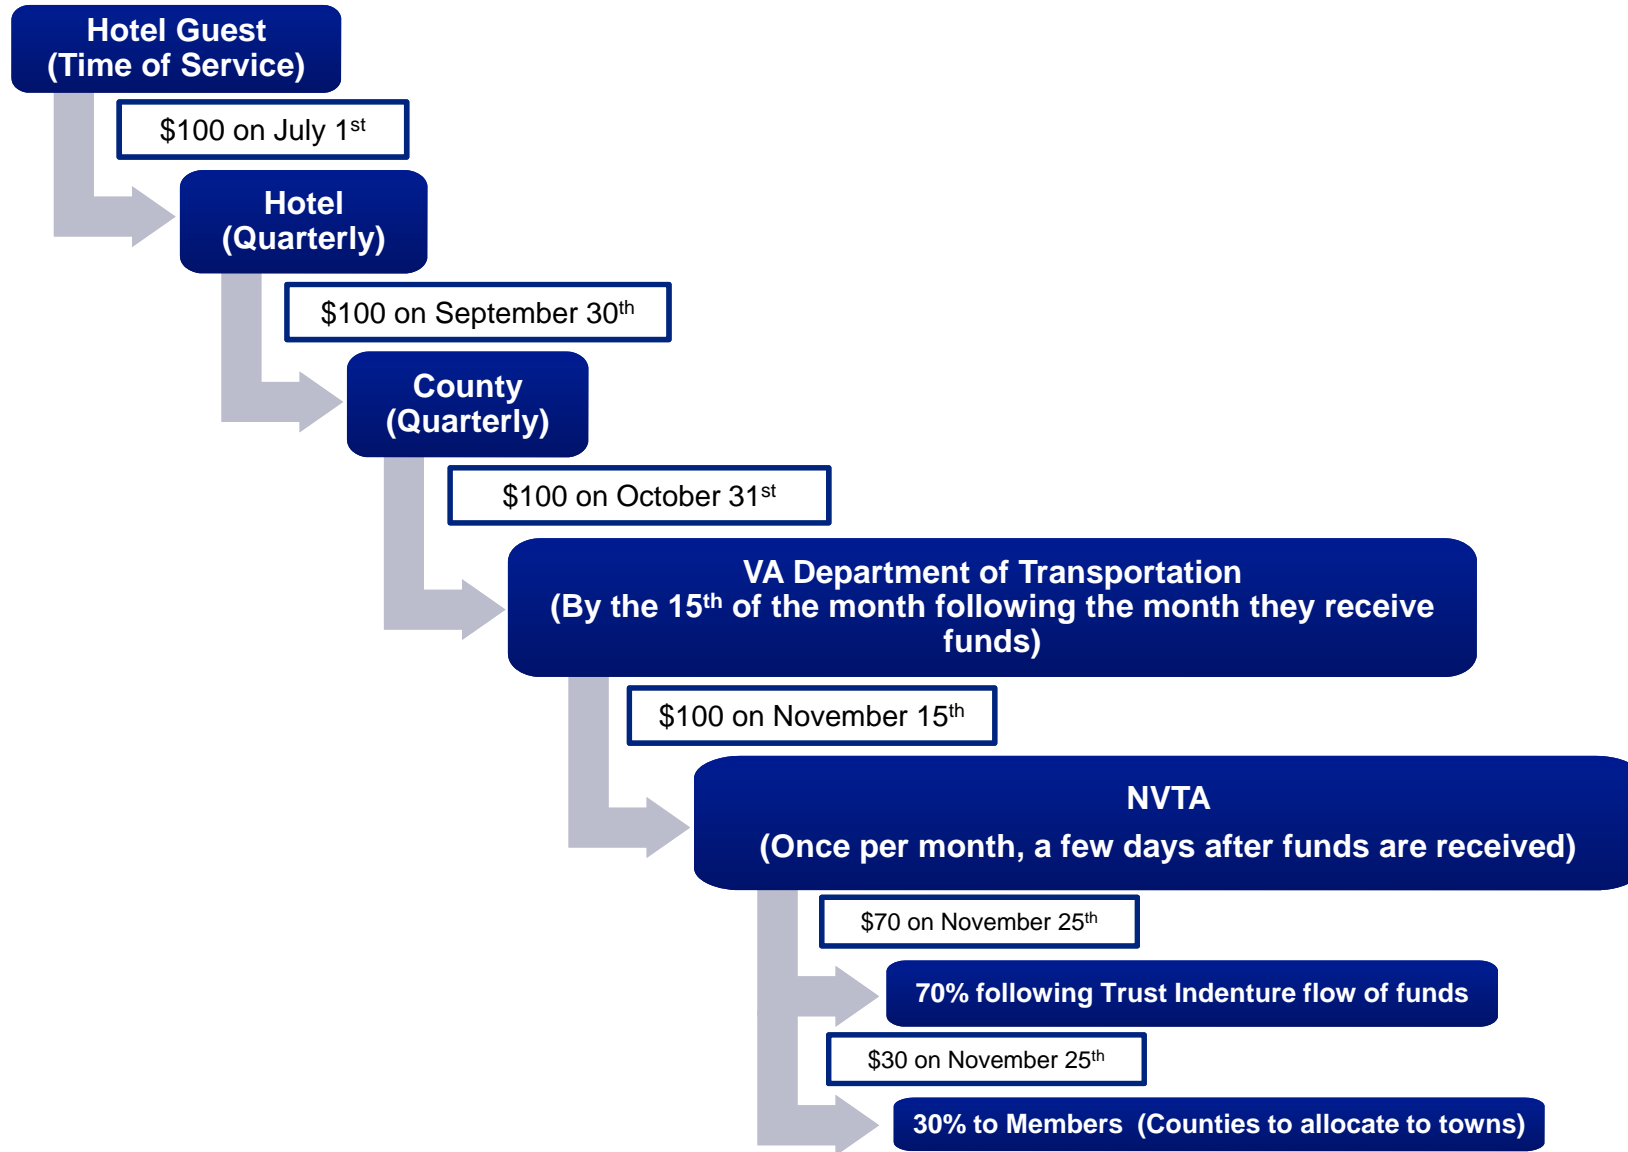 Hotel Guest
(Time of Service)
$100 on July 1st
Hotel
(Quarterly)
$100 on September 30th
County
(Quarterly)
$100 on October 31st
VA Department of Transportation
(By the 15th of the month following the month they receive
funds)
$100 on November 15th
NVTA
(Once per month, a few days after funds are received)
$70 on November 25th
70% following Trust Indenture flow of funds
$30 on November 25th
30% to Members  (Counties to allocate to towns)